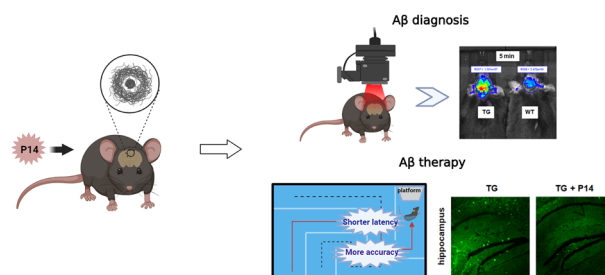 Aβ diagnosis
5 min
TG
WT
P14
Aβ therapy
platform
Shorter latency
More accuracy
TG
TG + P14
hippocampus